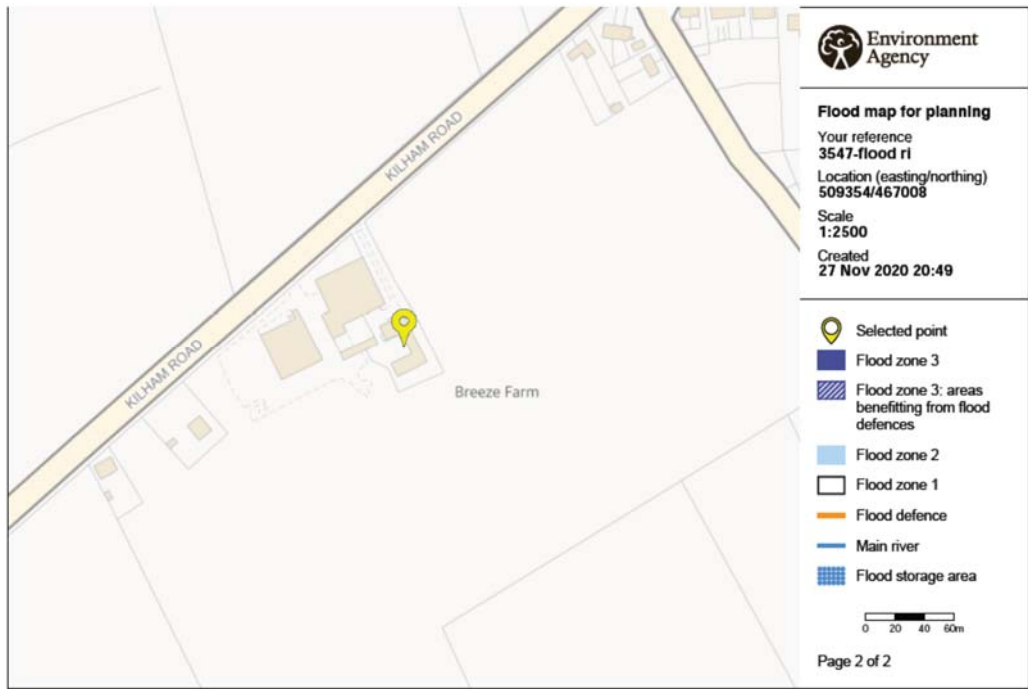 KILHAM ROAD
KILHAM ROAD
Breeze Farm
Environment
Agency
Flood map for planning
Your reference
3547-flood ri
Location (easting/northing)
509354/467008
Scale
1:2500
Created
27 Nov 2020 20:49
Selected point
Flood zone 3
Flood zone 3: areas
benefitting from flood
defences
Flood zone 2
Flood zone 1
Flood defence
Main river
Flood storage area
0 20 40 60m
Page 2 of 2